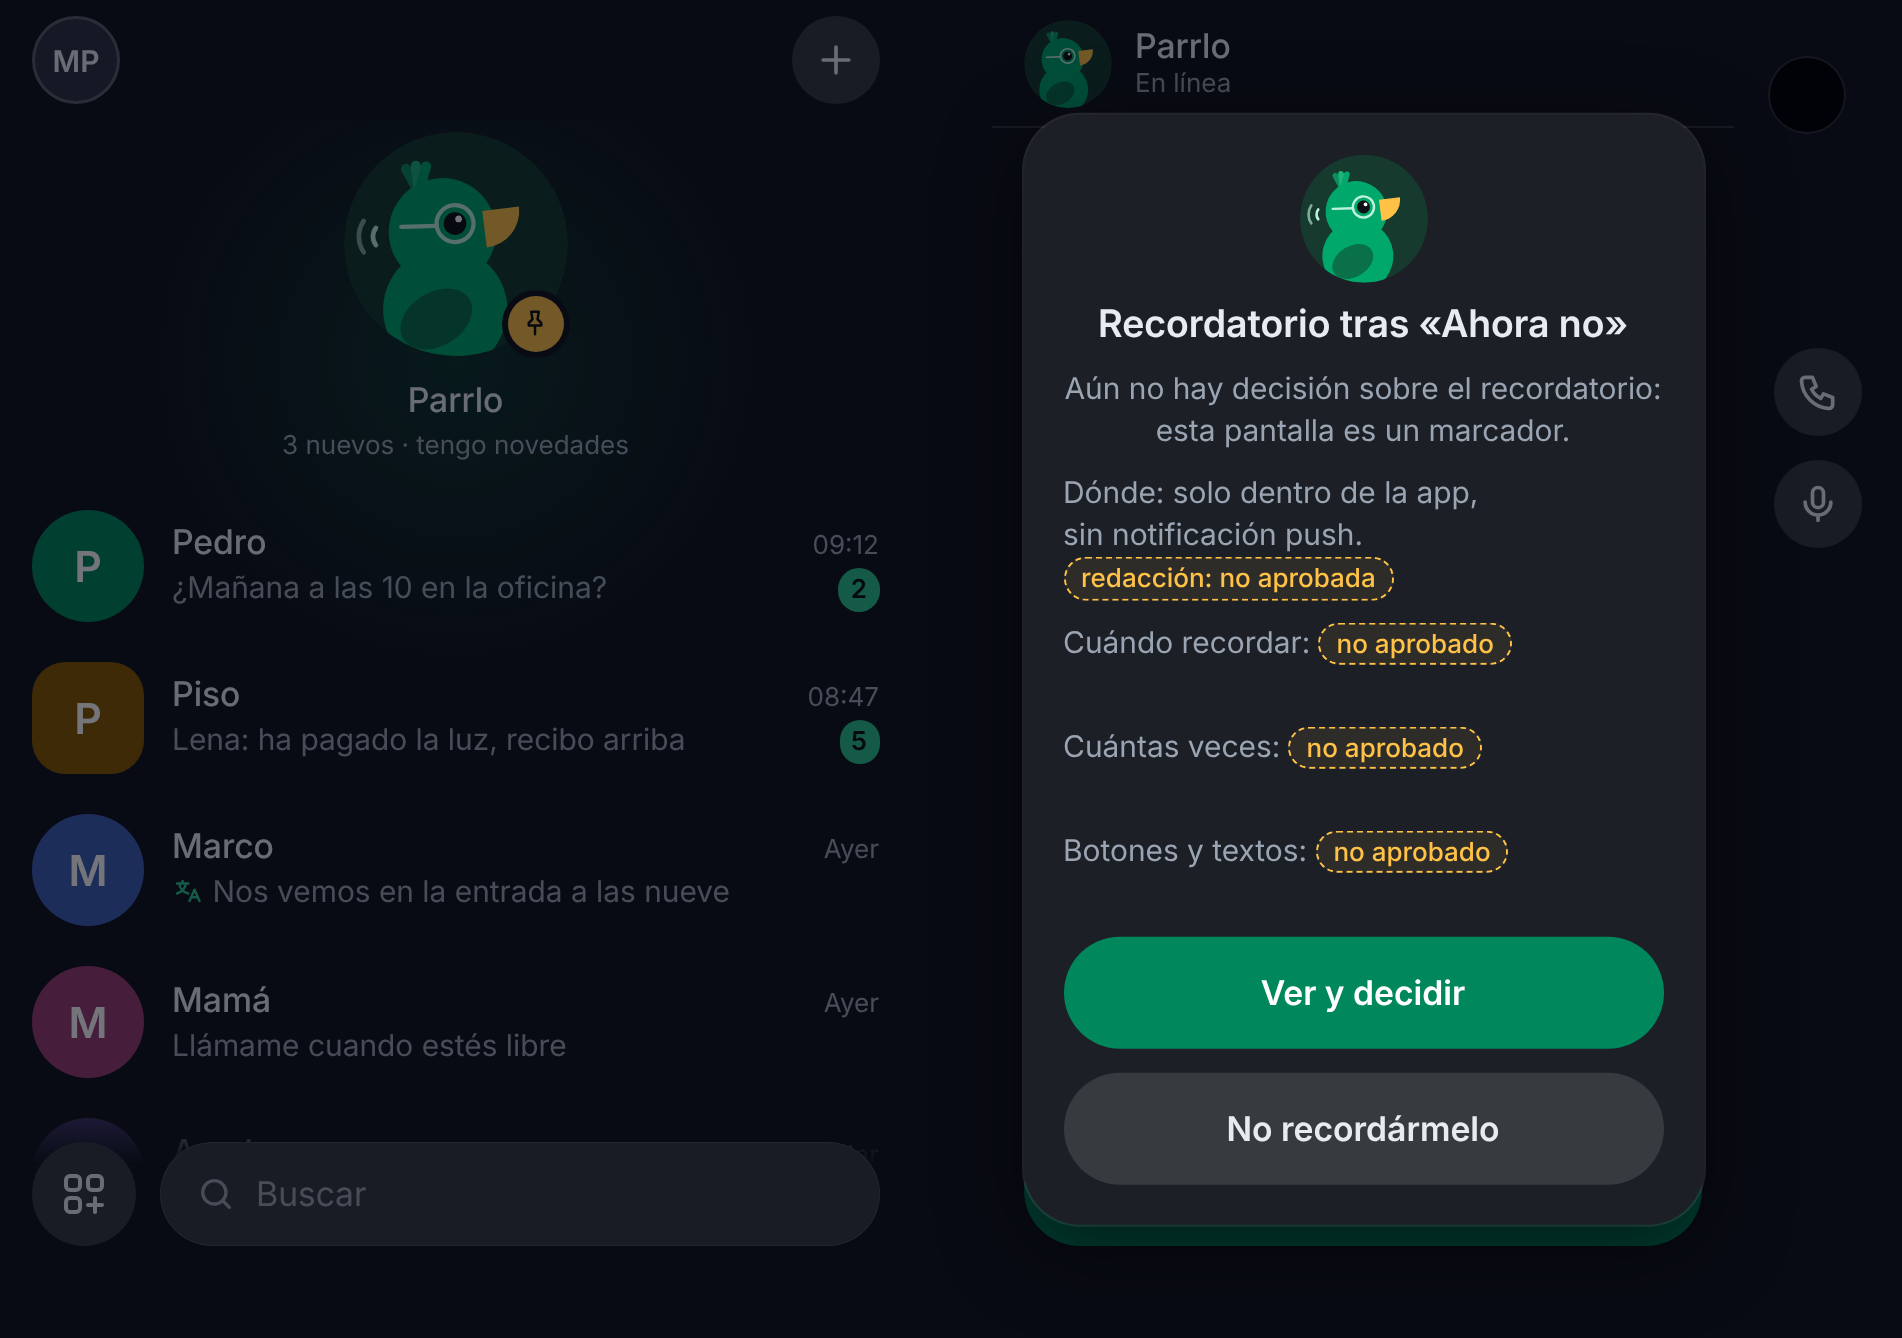 MP
Parrlo
3 nuevos · tengo novedades
P
Pedro
09:12
¿Mañana a las 10 en la oficina?
2
P
Piso
08:47
Lena: ha pagado la luz, recibo arriba
5
M
Marco
Ayer
Nos vemos en la entrada a las nueve
M
Mamá
Ayer
Llámame cuando estés libre
Buscar
Parrlo
En línea
Recordatorio tras «Ahora no»
Aún no hay decisión sobre el recordatorio:
esta pantalla es un marcador.
Dónde: solo dentro de la app,
sin notificación push.
redacción: no aprobada
Cuándo recordar: no aprobado
Cuántas veces: no aprobado
Botones y textos: no aprobado
Ver y decidir
No recordármelo